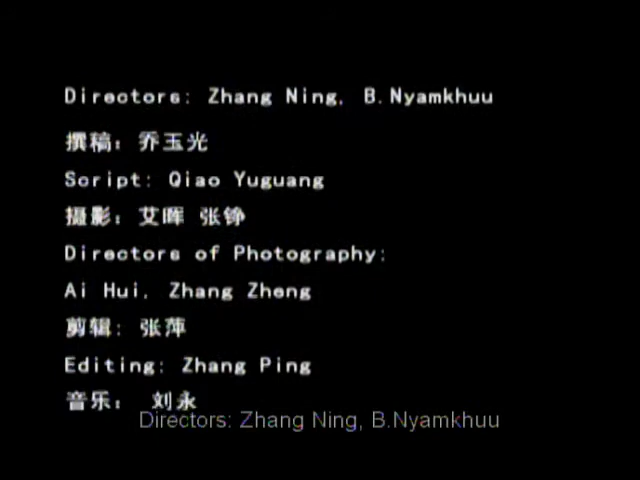 Directors: Zhang Ning, B.Nyamkhuu
撰稿：乔玉光
Script: Qiao Yuguang
摄影：艾晖 张铮
Directors of Photography:
Ai Hui, Zhang Zheng
剪辑：张萍
Editing: Zhang Ping
音乐： 刘永
Directors: Zhang Ning, B.Nyamkhuu